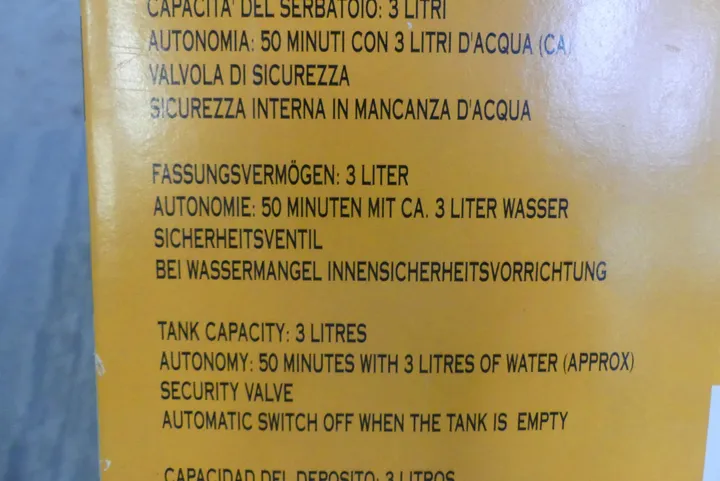 CAPACITA' DEL SERBATOIO: 3 LITRI
AUTONOMIA: 50 MINUTI CON 3 LITRI D'ACQUA (CA
VALVOLA DI SICUREZZA
SICUREZZA INTERNA IN MANCANZA D'ACQUA
FASSUNGSVERMÖGEN: 3 LITER
AUTONOMIE: 50 MINUTEN MIT CA. 3 LITER WASSER
SICHERHEITSVENTIL
BEI WASSERMANGEL INNENSICHERHEITSVORRICHTUNG
TANK CAPACITY: 3 LITRES
AUTONOMY: 50 MINUTES WITH 3 LITRES OF WATER (APPROX)
SECURITY VALVE
AUTOMATIC SWITCH OFF WHEN THE TANK IS EMPTY
CAPACIDAD DEL DEPOSITO: 3 LITROS